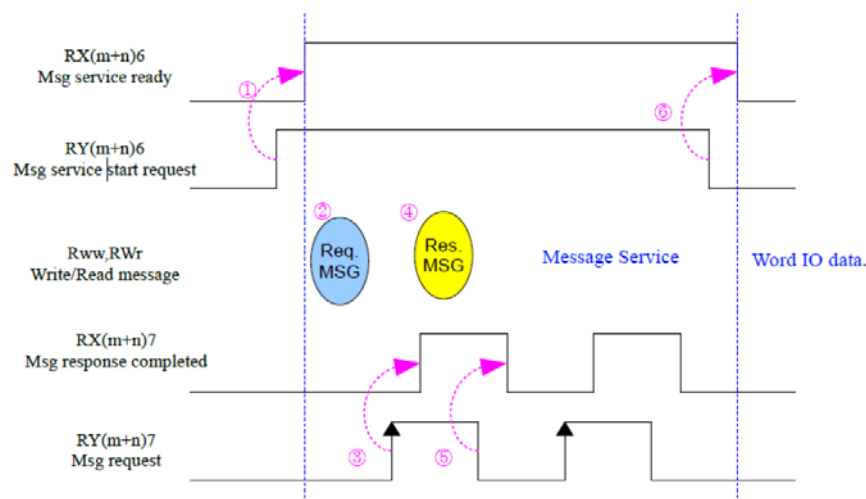 RX(m+n)6
Msg service ready
①
RY(m+n)6
Msg service start request
⑥
②
④
Rww,RWr
Write/Read message
Req.
MSG
Res.
MSG
Message Service
Word IO data.
RX(m+n)7
Msg response completed
RY(m+n)7
Msg request
③
⑤